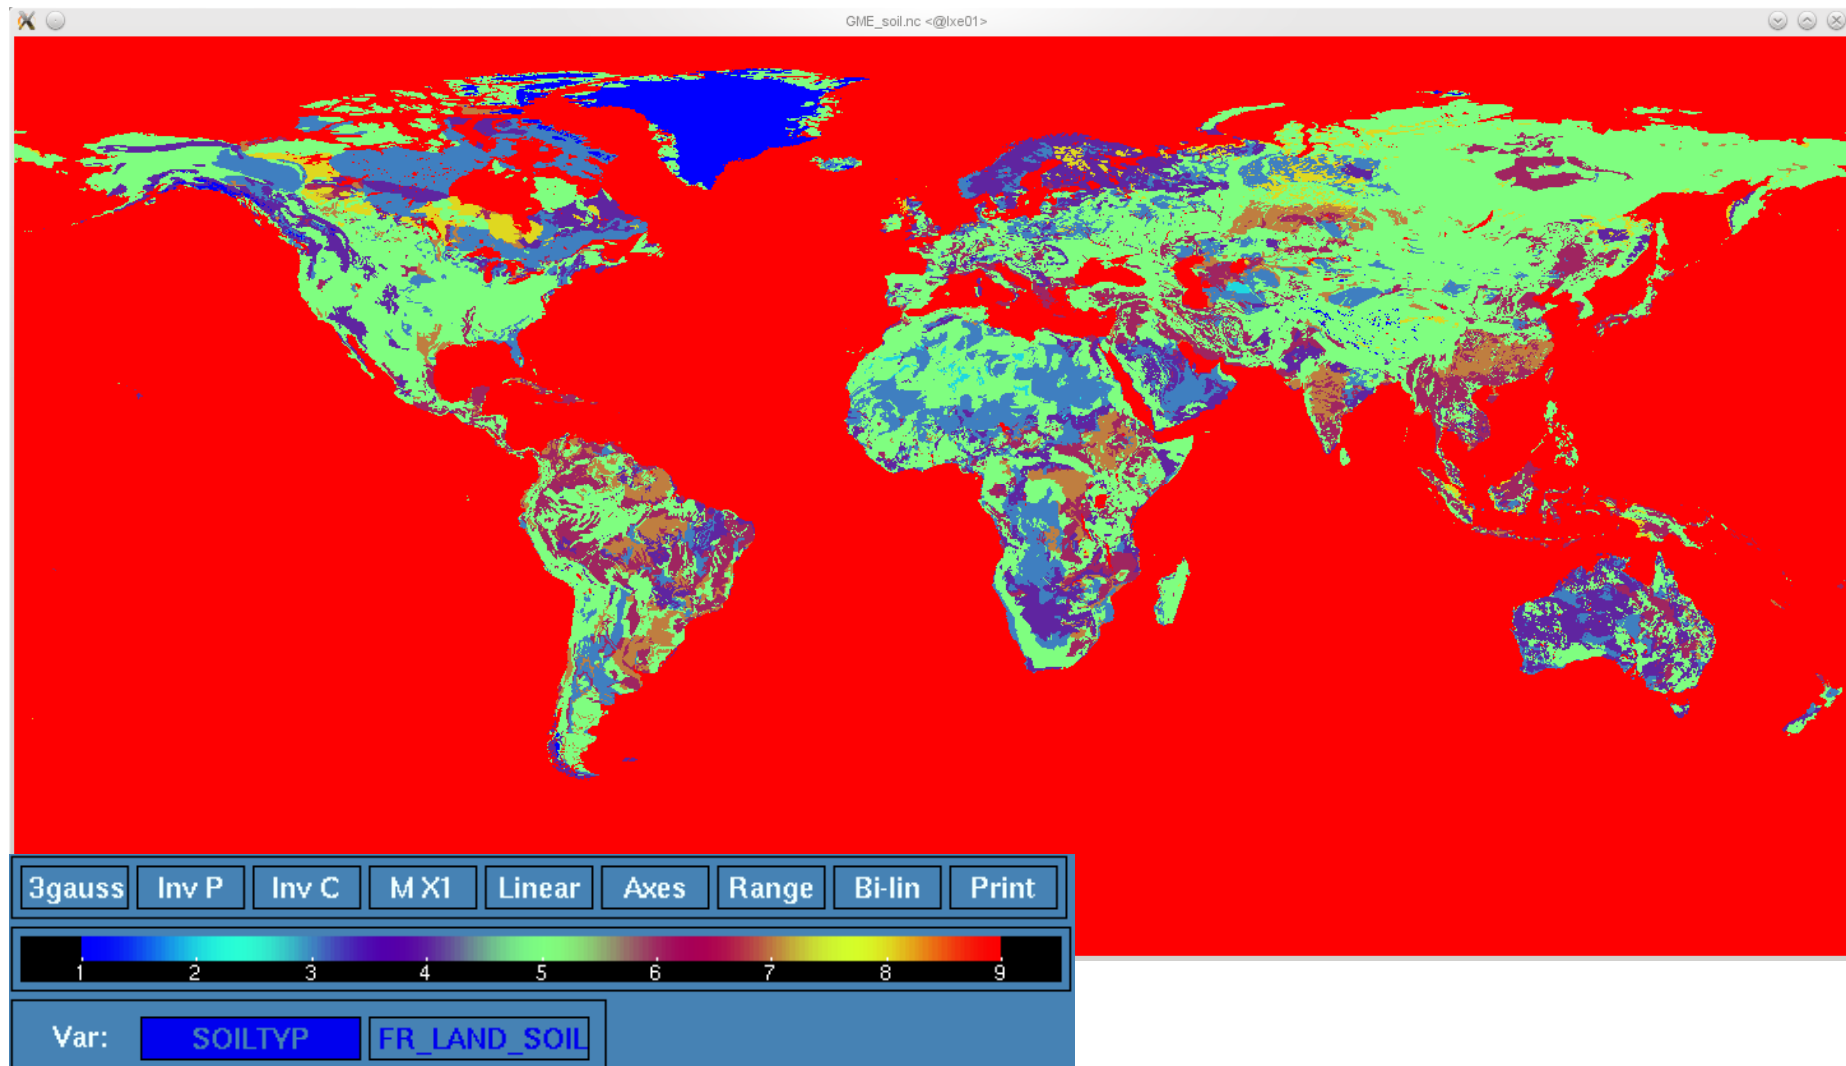 GME_soil.nc <@lxe01>
3gauss Inv P Inv C M X1 Linear Axes Range Bi-lin Print
1 2 3 4 5 6 7 8 9
Var: SOILTYP FR_LAND_SOIL